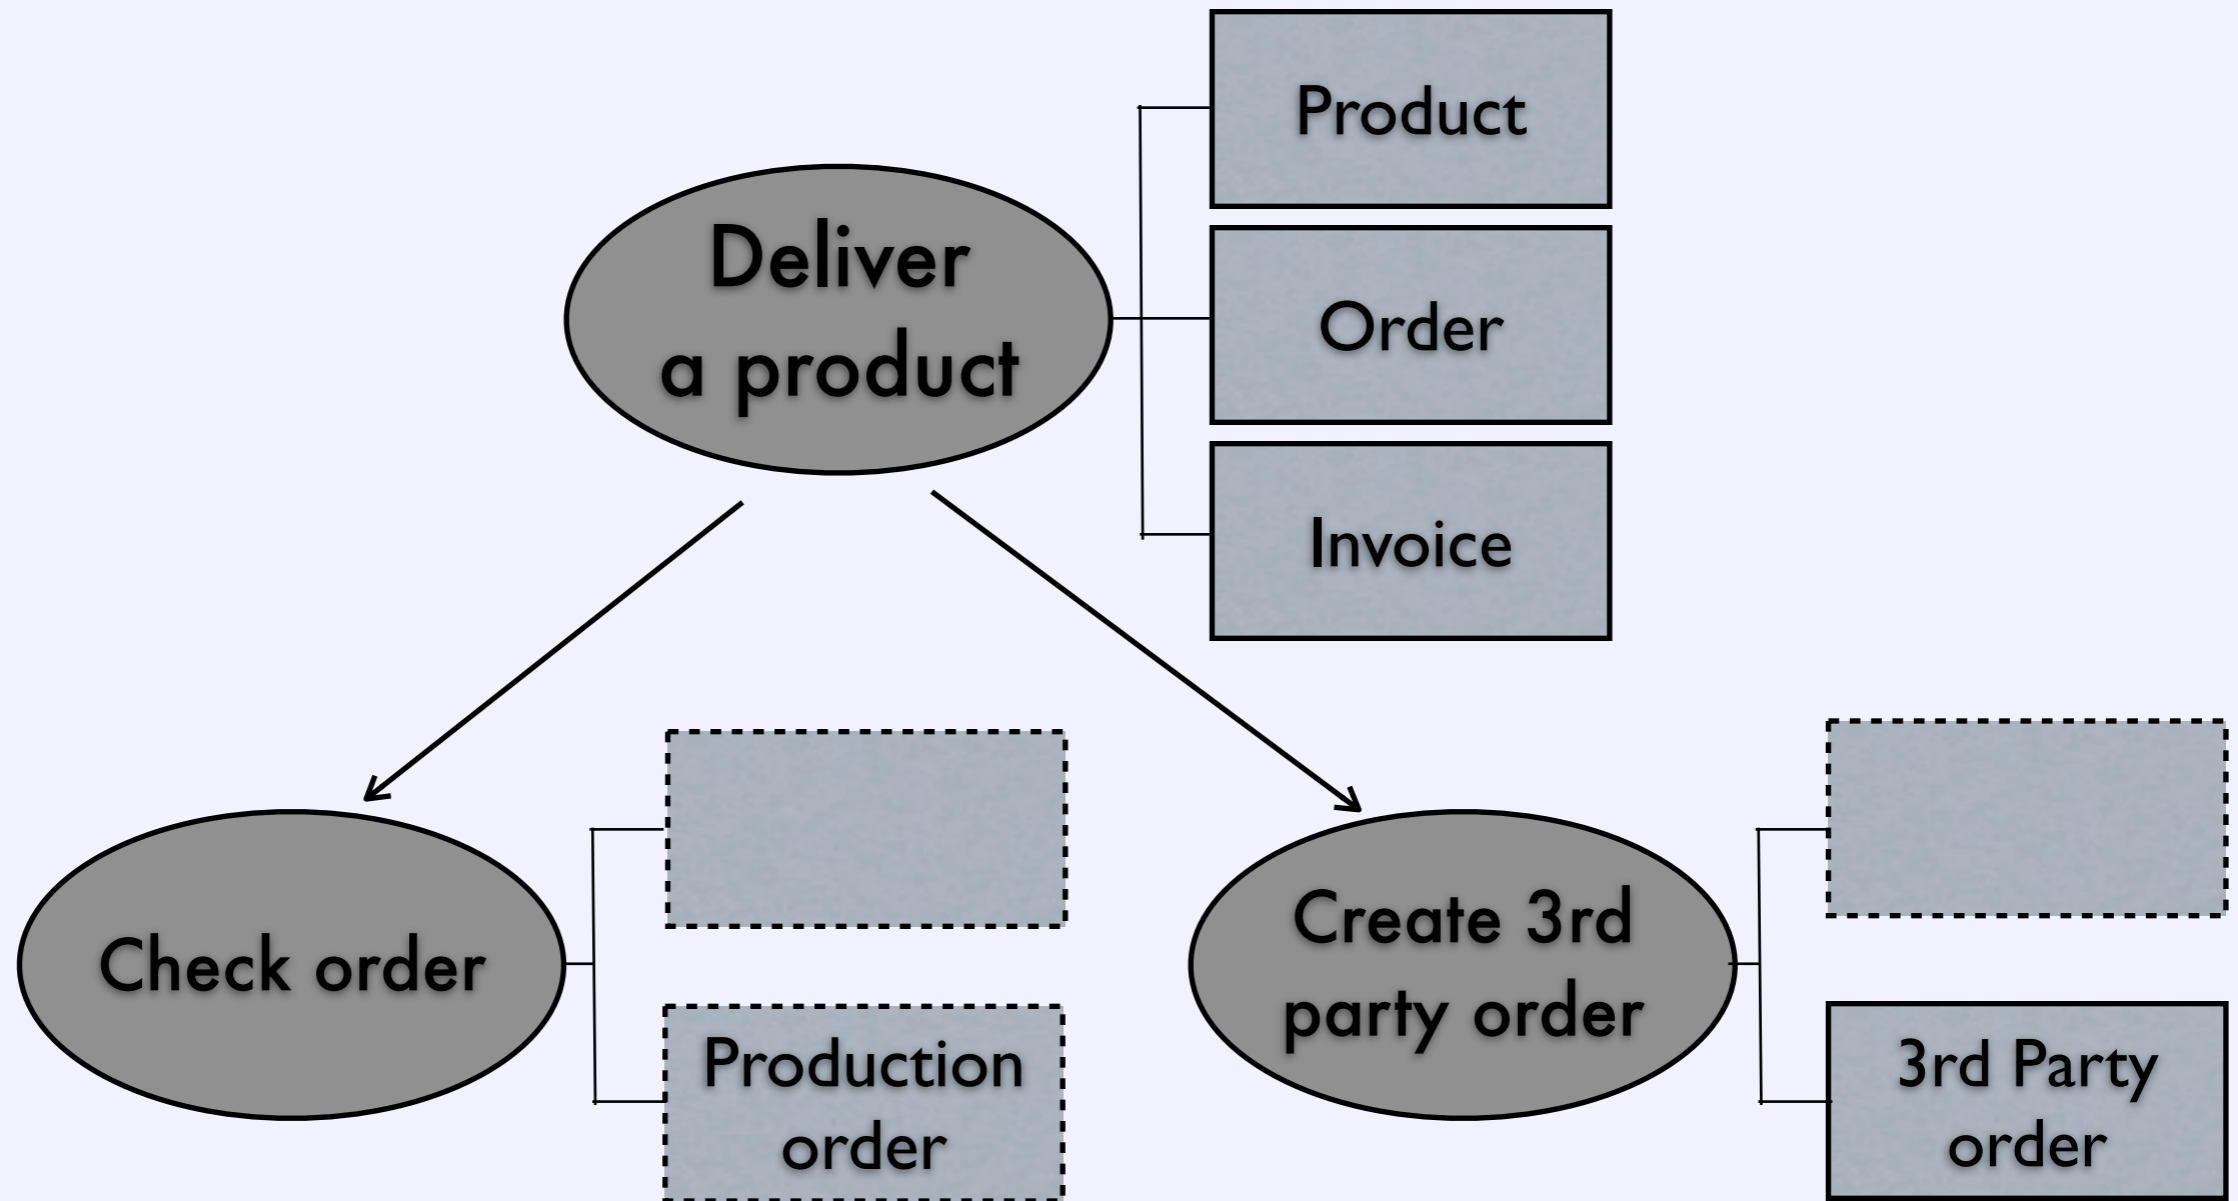 Product
Deliver
a product
Order
Invoice
Check order
Production
order
Create 3rd
party order
3rd Party
order